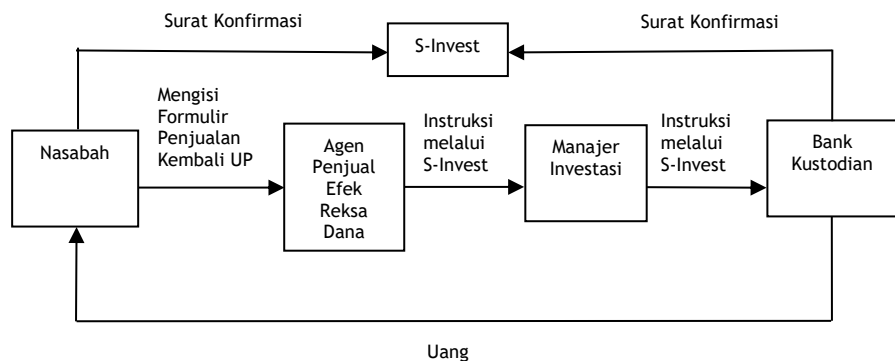 Surat Konfirmasi
Surat Konfirmasi
S-Invest
Mengisi
Formulir
Penjualan
Kembali UP
Instruksi
melalui
S-Invest
Instruksi
melalui
S-Invest
Nasabah
Agen
Penjual
Efek
Reksa
Dana
Manajer
Investasi
Bank
Kustodian
Uang